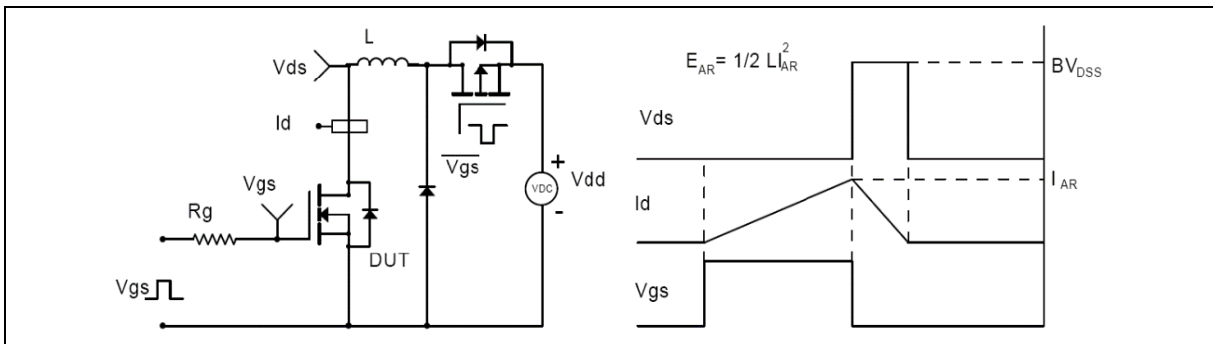 L
Vds
Id
Vgs
Rg
DUT
Vgs
Vgs
+
VDC
-
Vdd
E_AR = 1/2 LI_AR^2
BV_DSS
Vds
I_AR
Id
Vgs